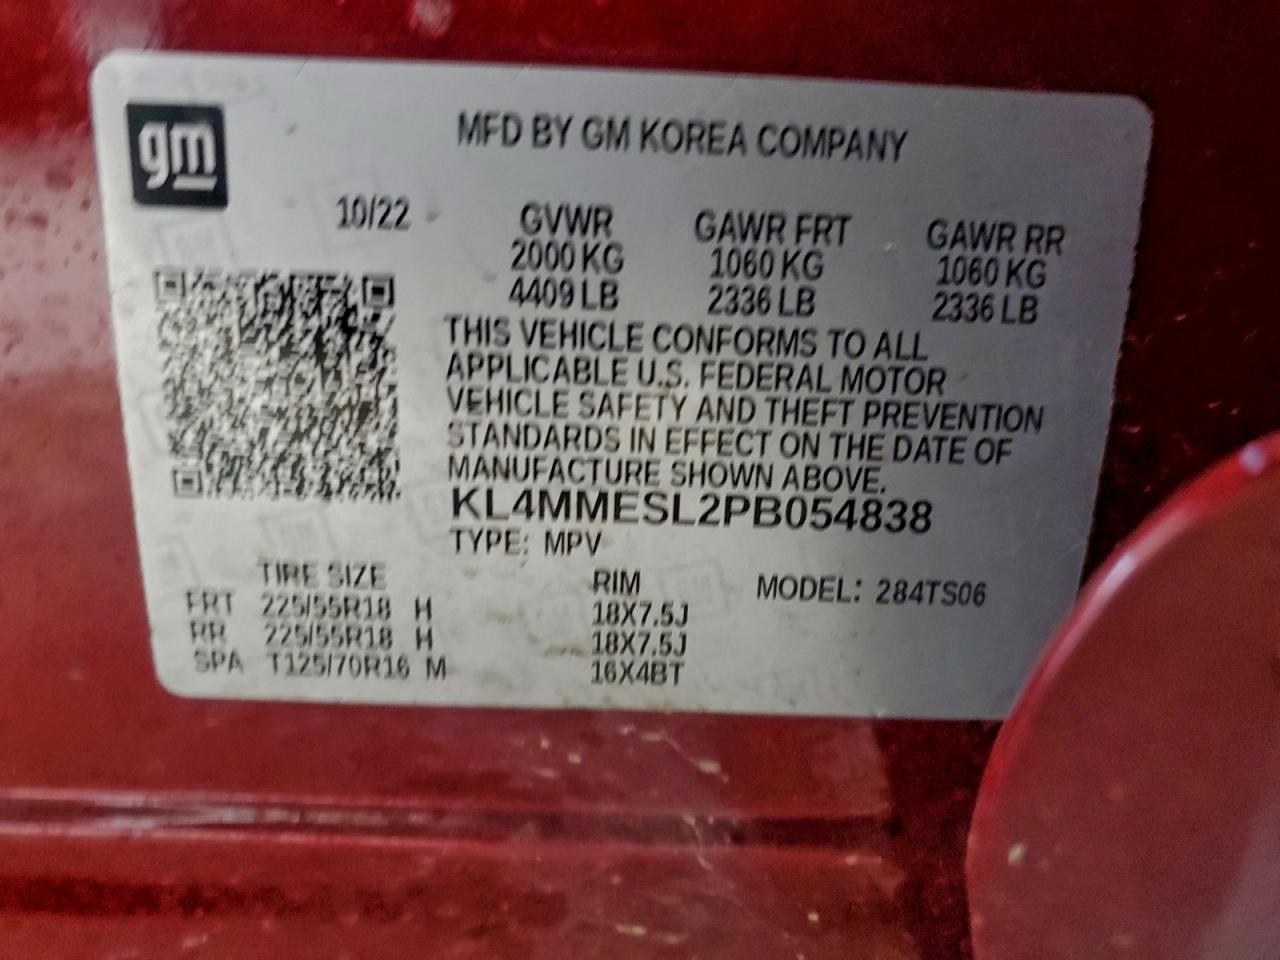 gm
MFD BY GM KOREA COMPANY
10/22 GVWR GAWR FRT GAWR RR
2000 KG 1060 KG 1060 KG
4409 LB 2336 LB 2336 LB
THIS VEHICLE CONFORMS TO ALL
APPLICABLE U.S. FEDERAL MOTOR
VEHICLE SAFETY AND THEFT PREVENTION
STANDARDS IN EFFECT ON THE DATE OF
MANUFACTURE SHOWN ABOVE.
KL4MMESL2PB054838
TYPE: MPV
TIRE SIZE RIM MODEL: 284TS06
FRT 225/55R18 H 18X7.5J
RR 225/55R18 H 18X7.5J
SPA T125/70R16 M 16X4BT